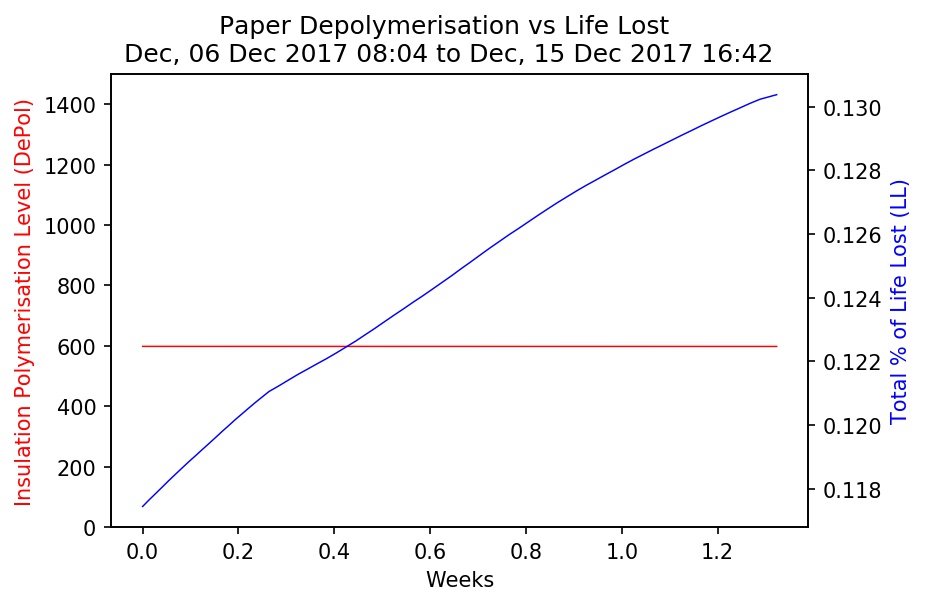 Paper Depolymerisation vs Life Lost
Dec, 06 Dec 2017 08:04 to Dec, 15 Dec 2017 16:42
Insulation Polymerisation Level (DePol)
1400
1200
1000
800
600
400
200
0
0.130
0.128
0.126
0.124
0.122
0.120
0.118
Total % of Life Lost (LL)
0.0 0.2 0.4 0.6 0.8 1.0 1.2
Weeks